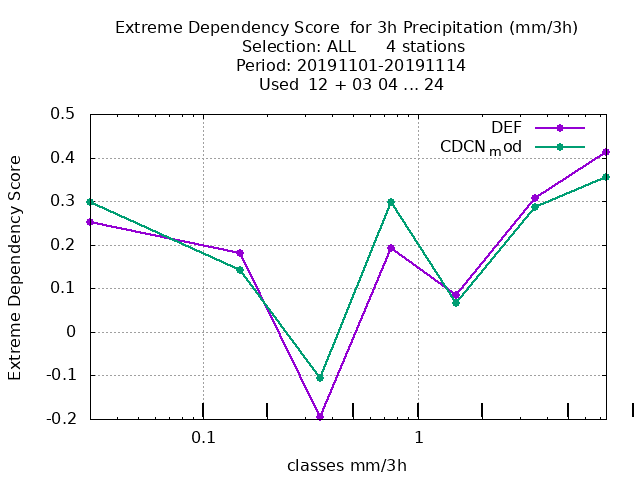 Extreme Dependency Score  for 3h Precipitation (mm/3h)
Selection: ALL      4 stations
Period: 20191101-20191114
Used  12 + 03 04 ... 24
Extreme Dependency Score
0.5
0.4
0.3
0.2
0.1
0
-0.1
-0.2
DEF
CDCNmod
0.1
1
classes mm/3h